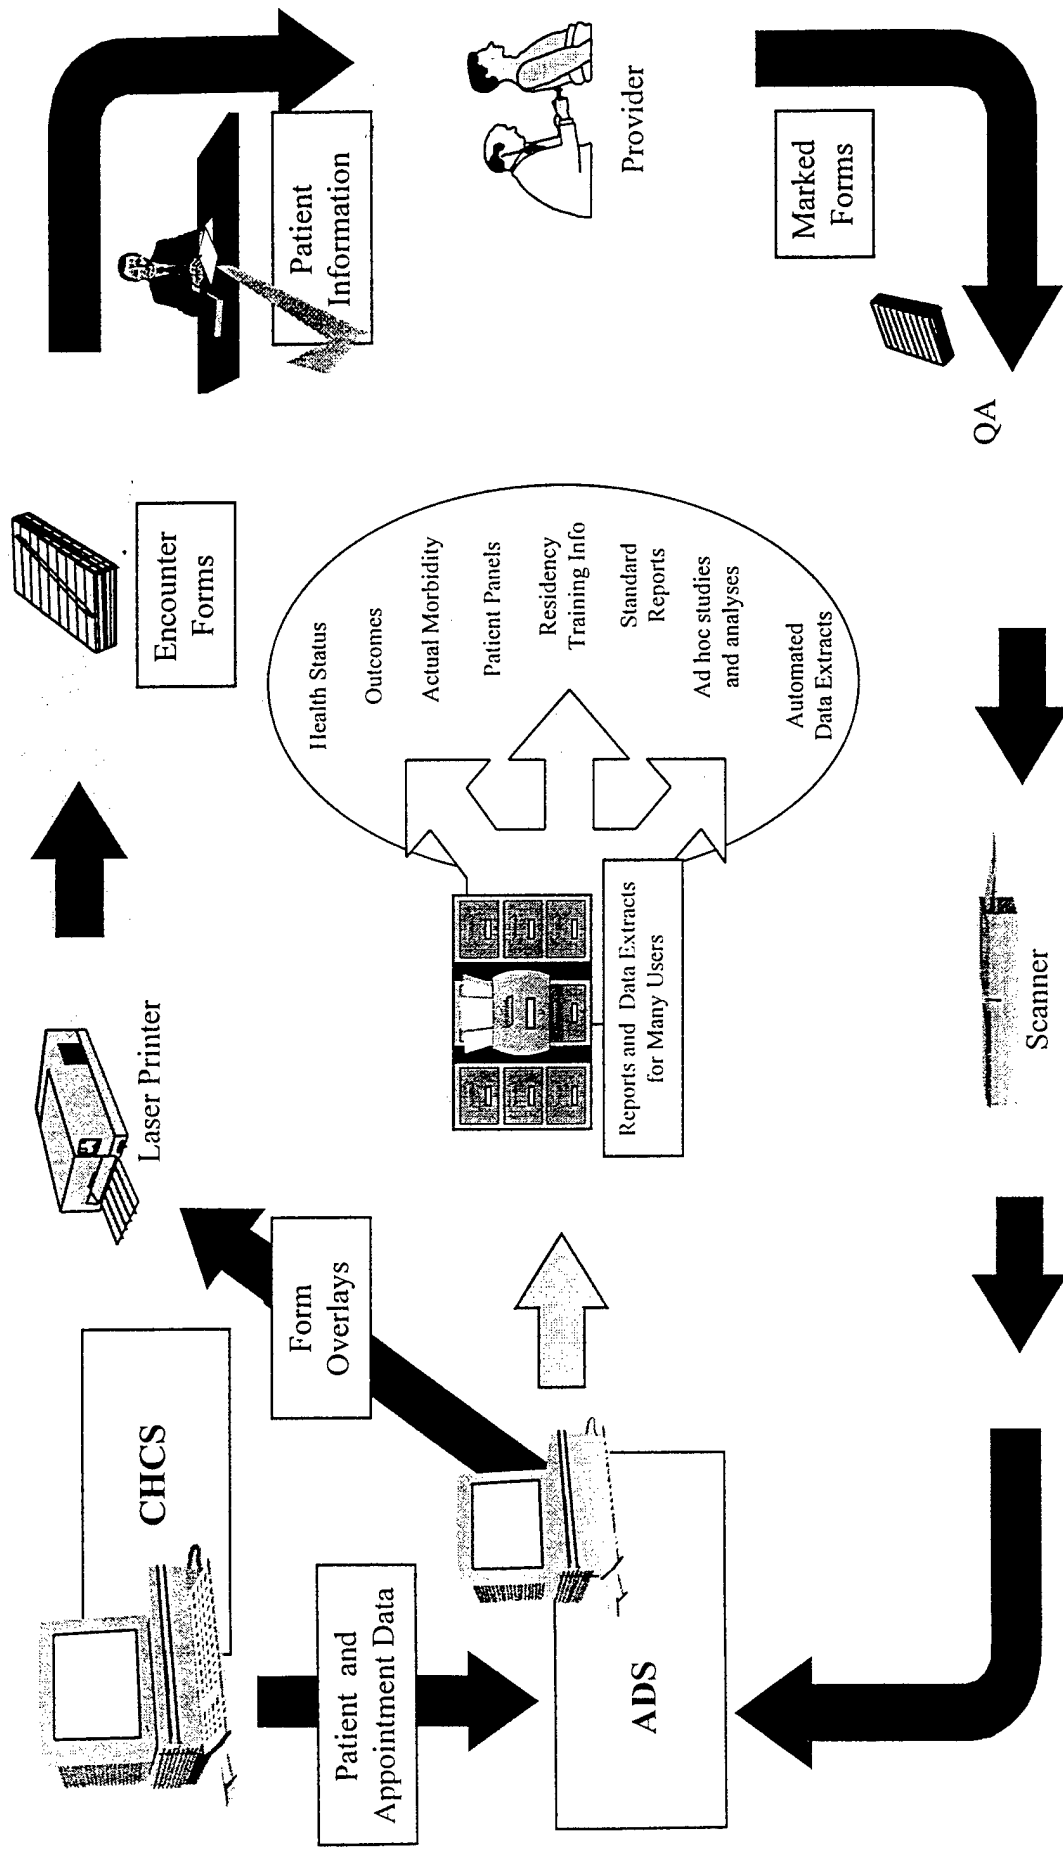 CHCS
Patient and
Appointment Data
ADS
Form
Overlays
Laser Printer
Encounter
Forms
Patient
Information
Provider
Marked
Forms
QA
Scanner
Reports and Data Extracts
for Many Users
Health Status
Outcomes
Actual Morbidity
Patient Panels
Residency
Training Info
Standard
Reports
Ad hoc studies
and analyses
Automated
Data Extracts